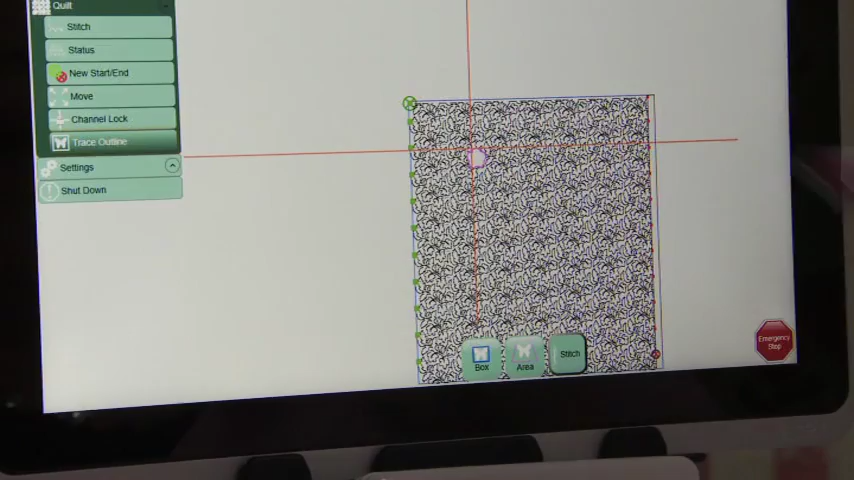 Quilt
Stitch
Status
New Start/End
Move
Channel Lock
Trace Outline
Settings
Shut Down
Box
Area
Stitch
Emergency
Stop